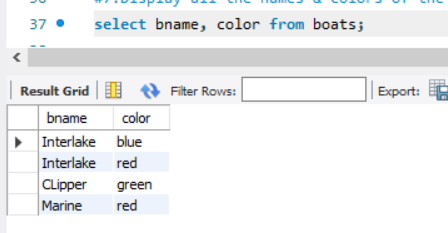 #7.Display all the names & colors of the
37 select bname, color from boats;
Result Grid Filter Rows: Export:
bname color
Interlake blue
Interlake red
CLipper green
Marine red